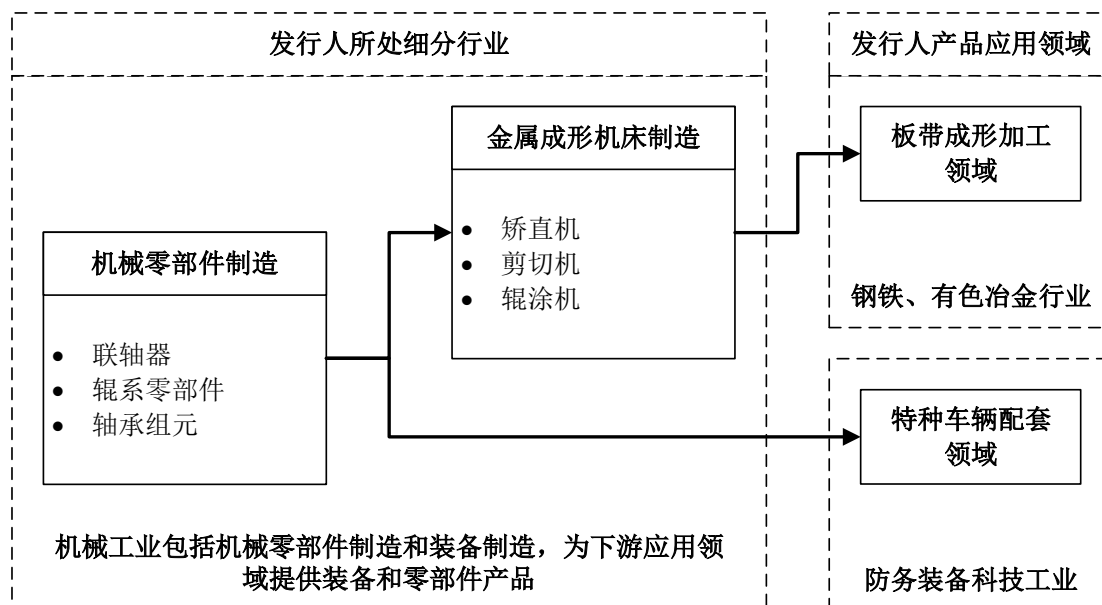 发行人所处细分行业
机械零部件制造
• 联轴器
• 辊系零部件
• 轴承组元
金属成形机床制造
• 矫直机
• 剪切机
• 辊涂机
机械工业包括机械零部件制造和装备制造，为下游应用领
域提供装备和零部件产品
发行人产品应用领域
板带成形加工
领域
钢铁、有色冶金行业
特种车辆配套
领域
防务装备科技工业